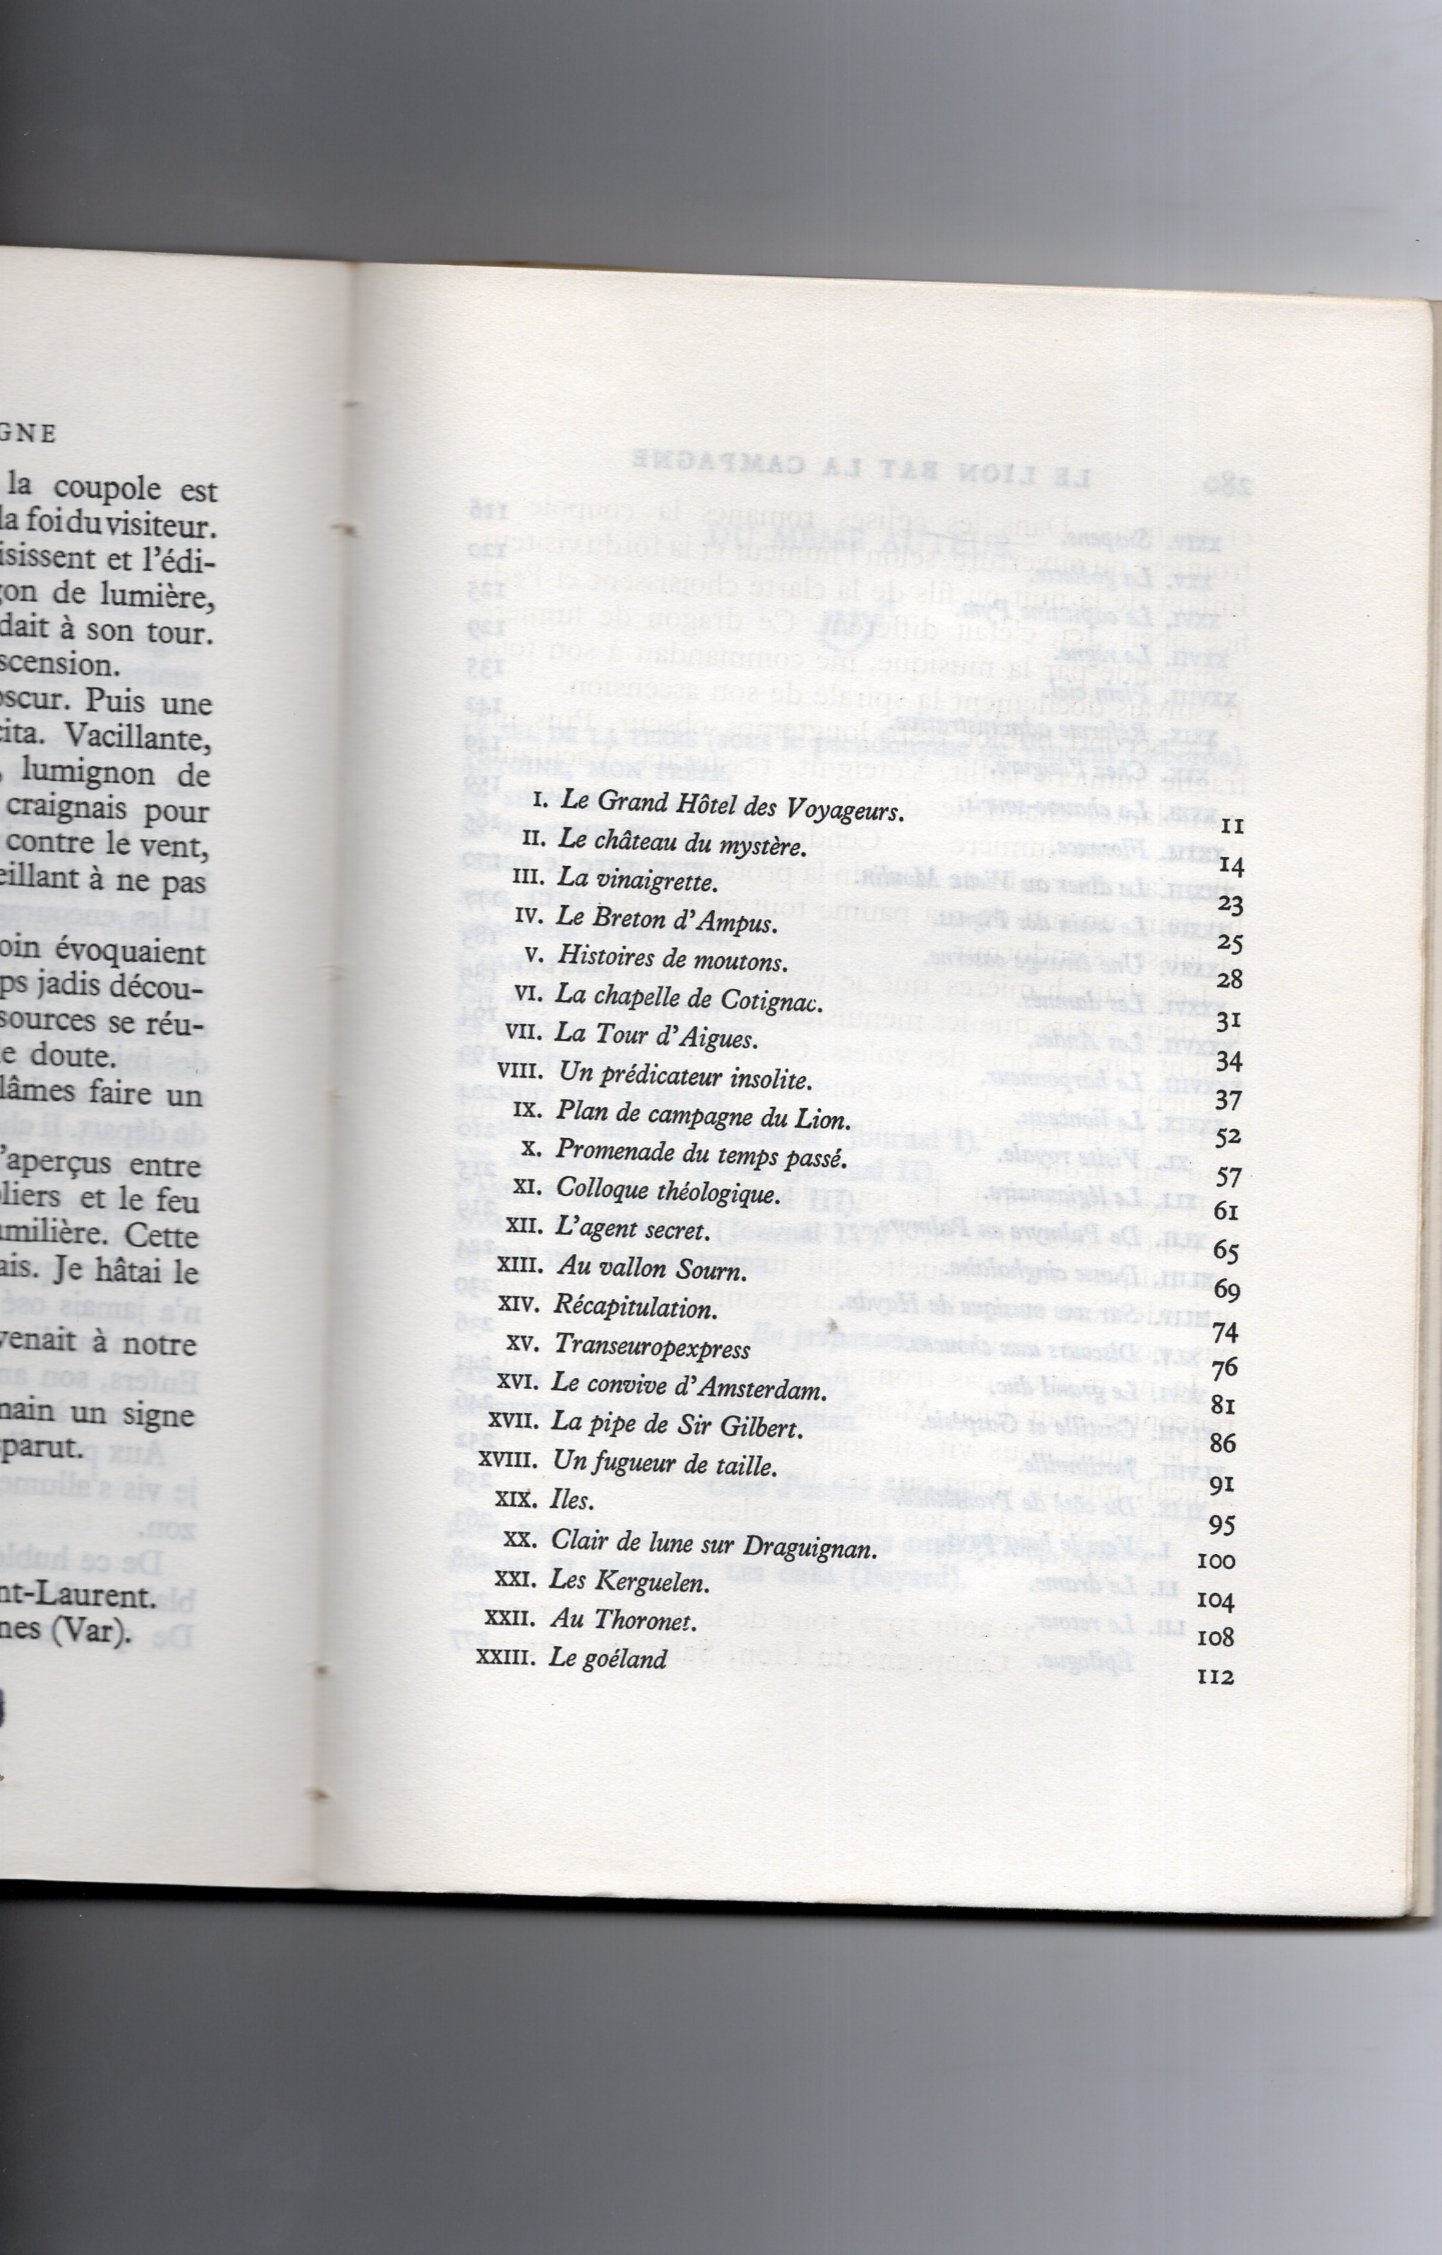 GNE
la coupole est
la foi du visiteur.
isissent et l'édi-
on de lumière,
dait à son tour.
scension.
oscur. Puis une
cita. Vacillante,
, lumignon de
craignais pour
contre le vent,
eillant à ne pas
oin évoquaient
ps jadis décou-
sources se réu-
e doute.
lâmes faire un
'aperçus entre
liers et le feu
milière. Cette
ais. Je hâtai le
venait à notre
main un signe
parut.
nt-Laurent.
nes (Var).
I. Le Grand Hôtel des Voyageurs. 11
II. Le château du mystère. 14
III. La vinaigrette. 23
IV. Le Breton d'Ampus. 25
V. Histoires de moutons. 28
VI. La chapelle de Cotignac. 31
VII. La Tour d'Aigues. 34
VIII. Un prédicateur insolite. 37
IX. Plan de campagne du Lion. 52
X. Promenade du temps passé. 57
XI. Colloque théologique. 61
XII. L'agent secret. 65
XIII. Au vallon Sourn. 69
XIV. Récapitulation. 74
XV. Transeuropexpress 76
XVI. Le convive d'Amsterdam. 81
XVII. La pipe de Sir Gilbert. 86
XVIII. Un fugueur de taille. 91
XIX. Iles. 95
XX. Clair de lune sur Draguignan. 100
XXI. Les Kerguelen. 104
XXII. Au Thoronet. 108
XXIII. Le goéland 112